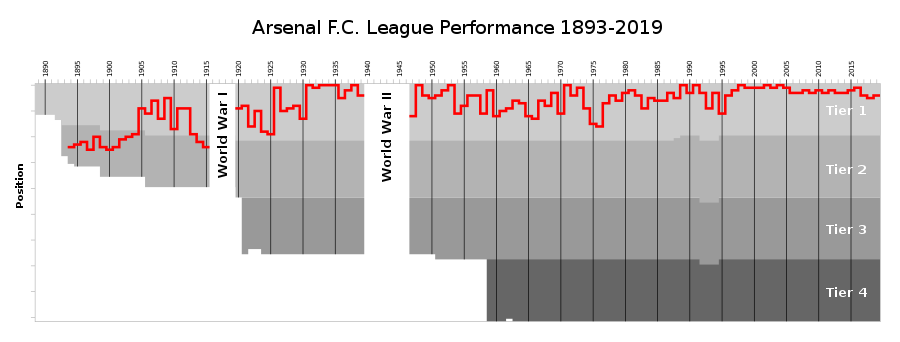 Arsenal F.C. League Performance 1893-2019
1890 1895 1900 1905 1910 1915 1920 1925 1930 1935 1940 1945 1950 1955 1960 1965 1970 1975 1980 1985 1990 1995 2000 2005 2010 2015
Position
World War I
World War II
Tier 1
Tier 2
Tier 3
Tier 4